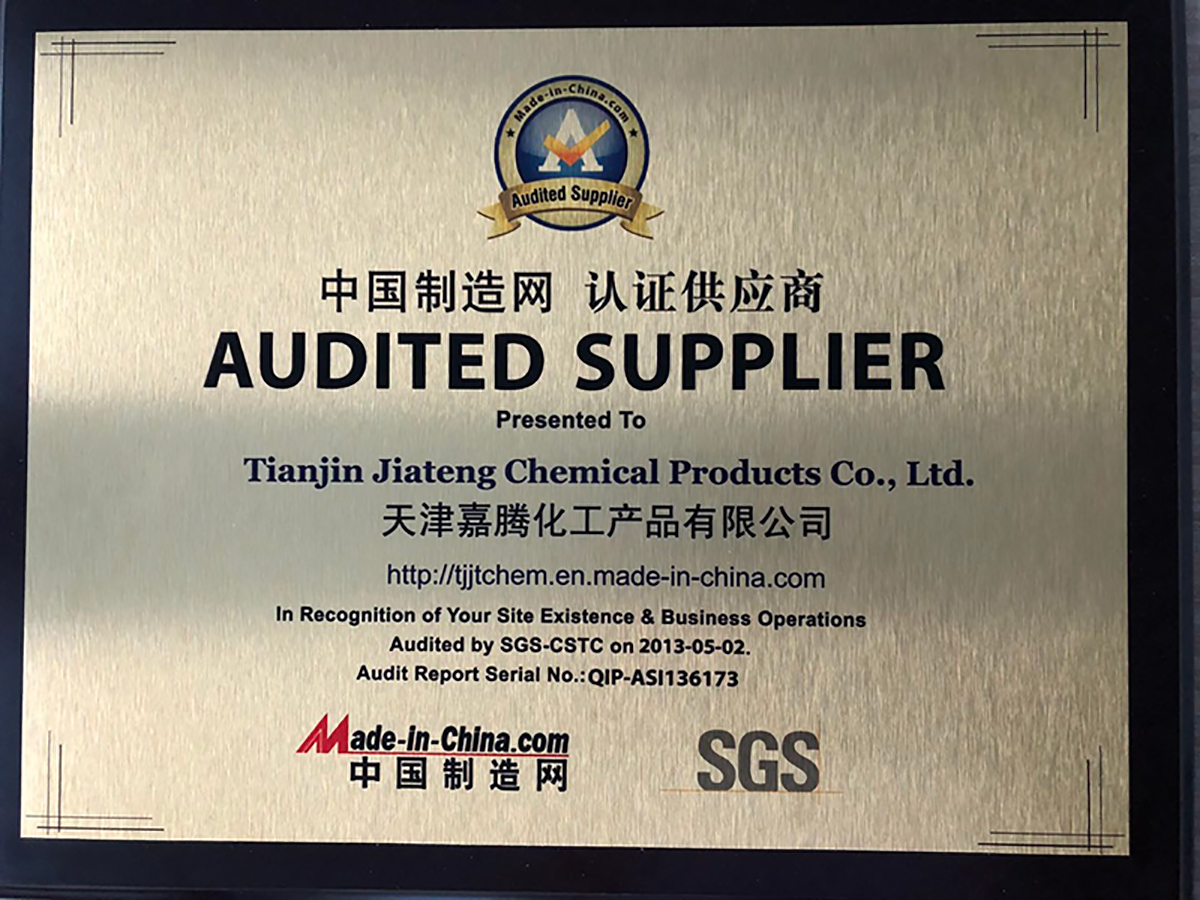 Made-in-China.com
A
Audited Supplier
中国制造网 认证供应商
AUDITED SUPPLIER
Presented To
Tianjin Jiateng Chemical Products Co., Ltd.
天津嘉腾化工产品有限公司
http://tjjtchem.en.made-in-china.com
In Recognition of Your Site Existence & Business Operations
Audited by SGS-CSTC on 2013-05-02.
Audit Report Serial No.:QIP-ASI136173
Made-in-China.com
中国制造网
SGS